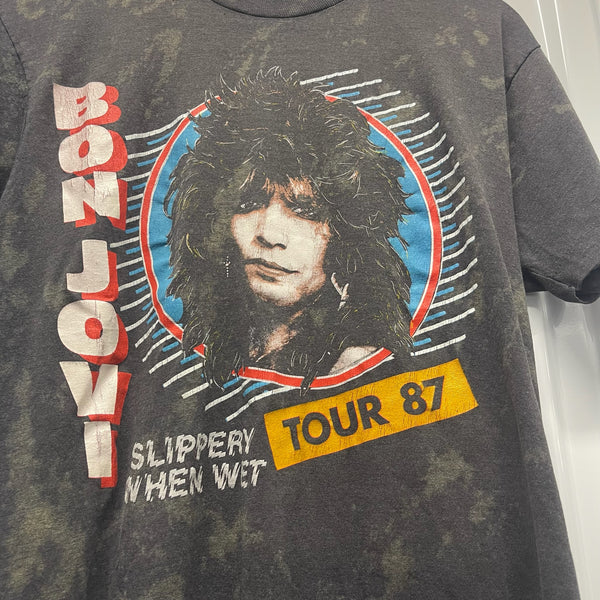 BON JOVI
TOUR 87
SLIPPERY
WHEN WET